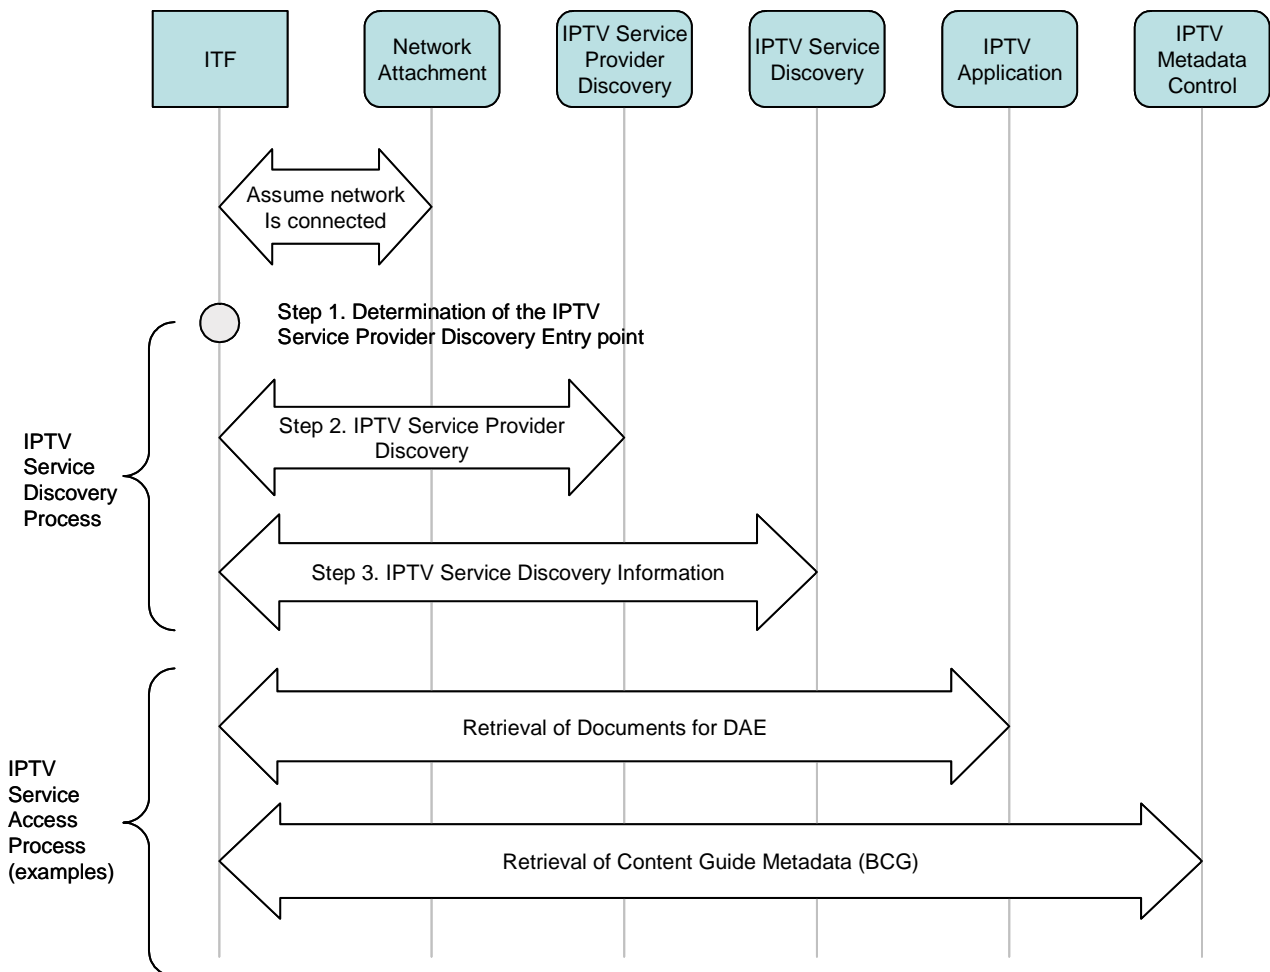 ITF
Network
Attachment
IPTV Service
Provider
Discovery
IPTV Service
Discovery
IPTV
Application
IPTV
Metadata
Control
Assume network
Is connected
Step 1. Determination of the IPTV
Service Provider Discovery Entry point
Step 2. IPTV Service Provider
Discovery
IPTV
Service
Discovery
Process
Step 3. IPTV Service Discovery Information
Retrieval of Documents for DAE
IPTV
Service
Access
Process
(examples)
Retrieval of Content Guide Metadata (BCG)